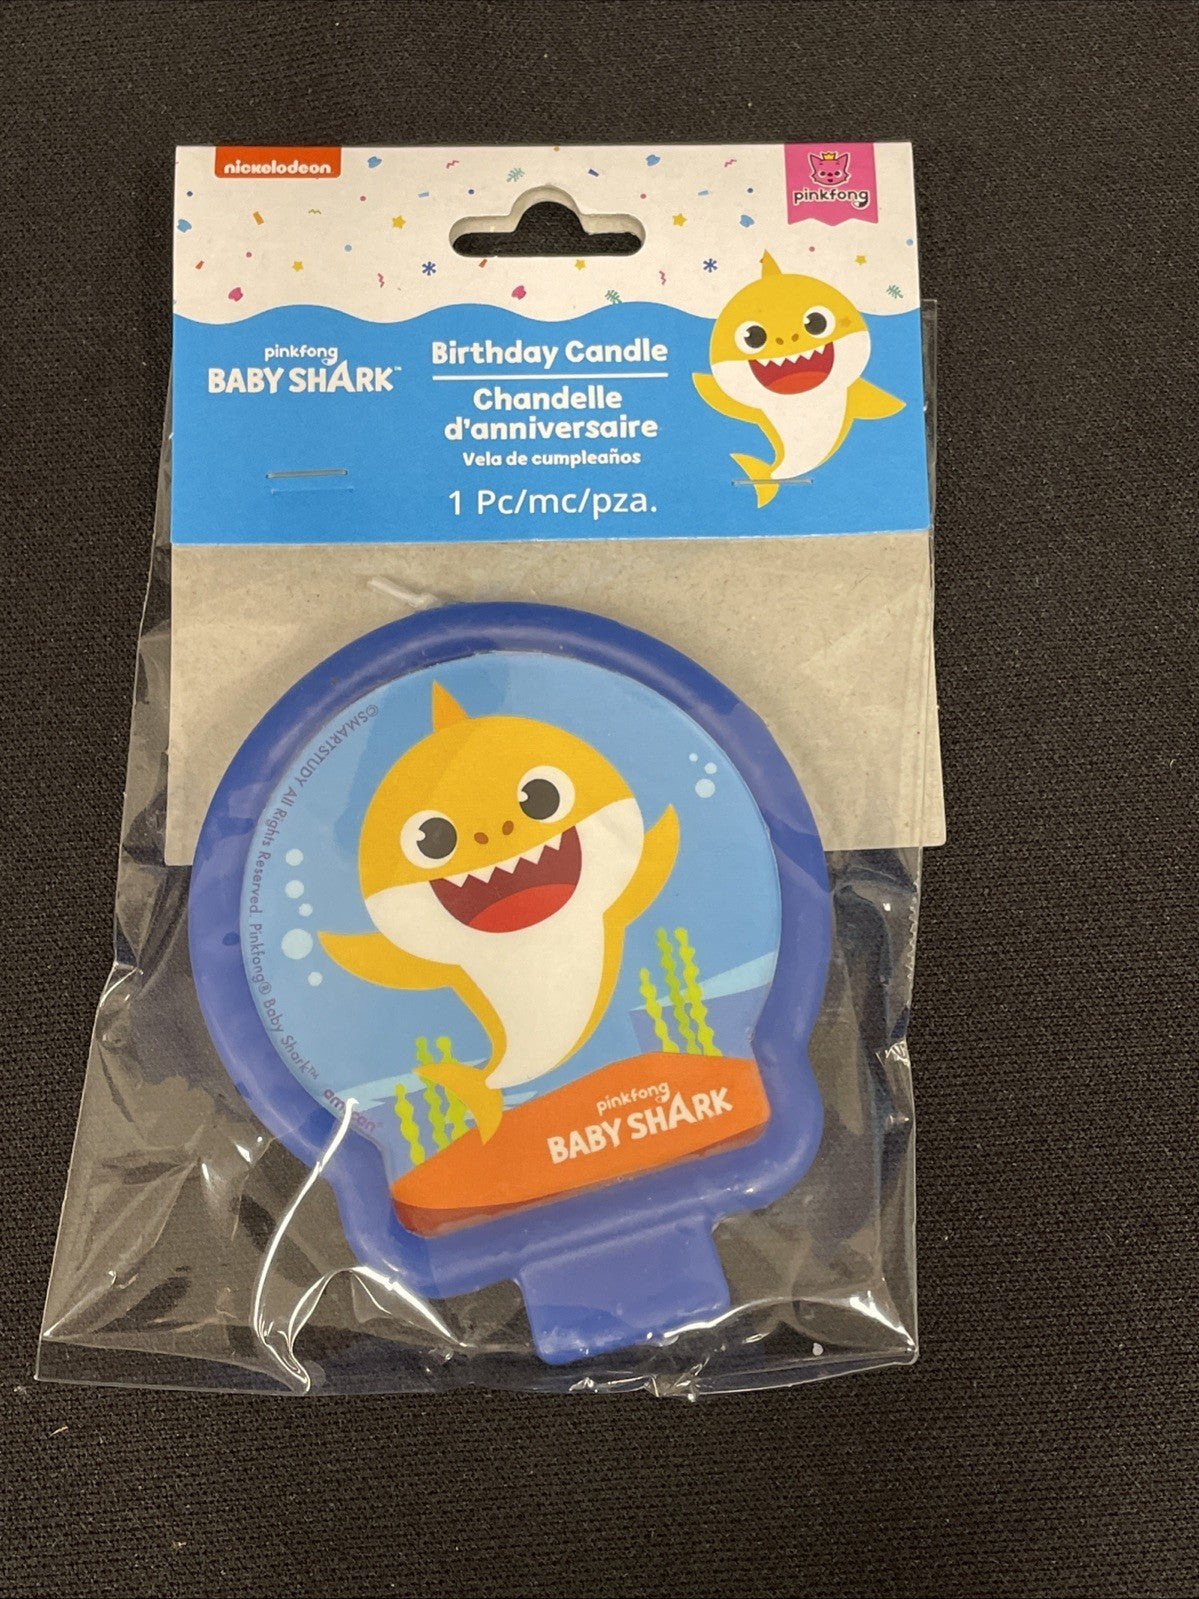 nickelodeon
pinkfong
pinkfong
BABY SHARK™
Birthday Candle
Chandelle
d'anniversaire
Vela de cumpleaños
1 Pc/mc/pza.
©SMARTSTUDY All Rights Reserved. Pinkfong® Baby Shark™
amscan®
pinkfong
BABY SHARK